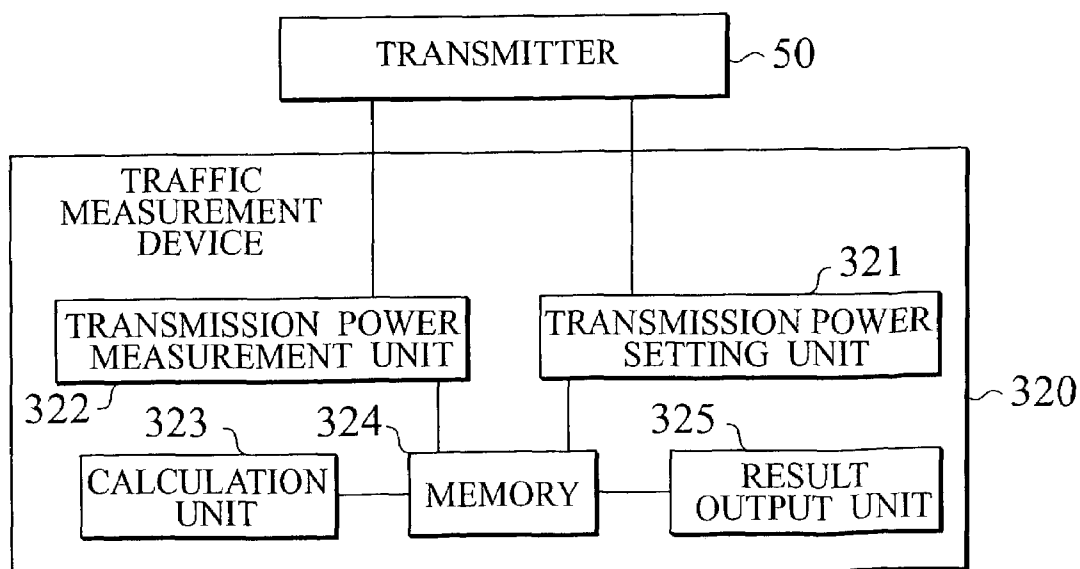 TRANSMITTER
50
TRAFFIC
MEASUREMENT
DEVICE
321
TRANSMISSION POWER
MEASUREMENT UNIT
TRANSMISSION POWER
SETTING UNIT
322
320
323
324
325
CALCULATION
UNIT
MEMORY
RESULT
OUTPUT UNIT